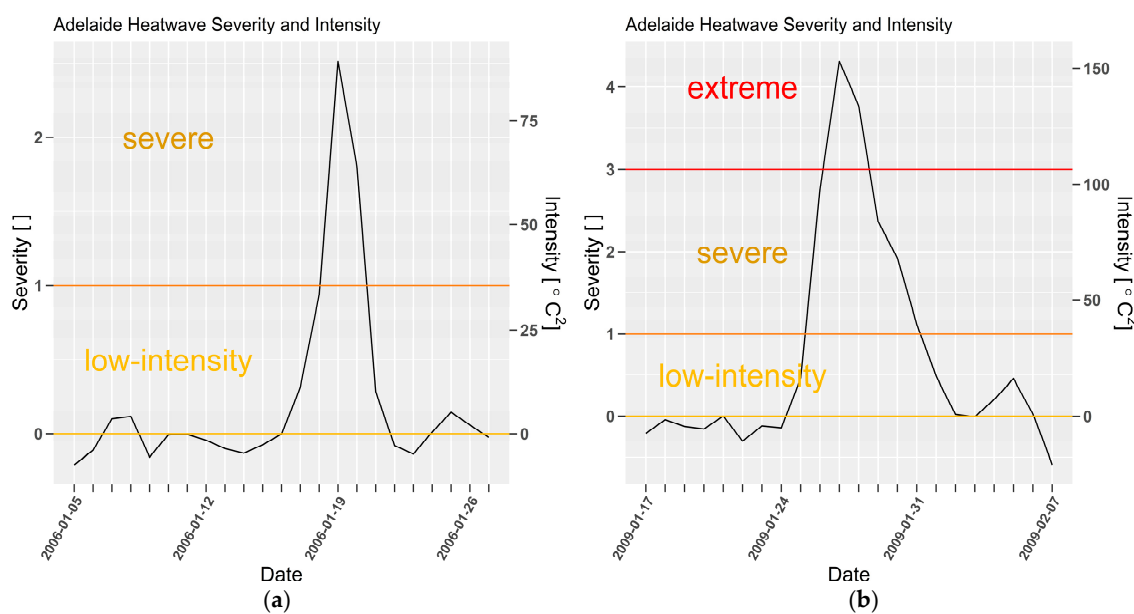 Adelaide Heatwave Severity and Intensity
severe
low-intensity
2
1
0
75
50
25
0
Severity [ ]
Intensity [ ° C2]
2006-01-05
2006-01-12
2006-01-19
2006-01-26
Date
(a)
Adelaide Heatwave Severity and Intensity
extreme
severe
low-intensity
4
3
2
1
0
150
100
50
0
Severity [ ]
Intensity [ ° C2]
2009-01-17
2009-01-24
2009-01-31
2009-02-07
Date
(b)